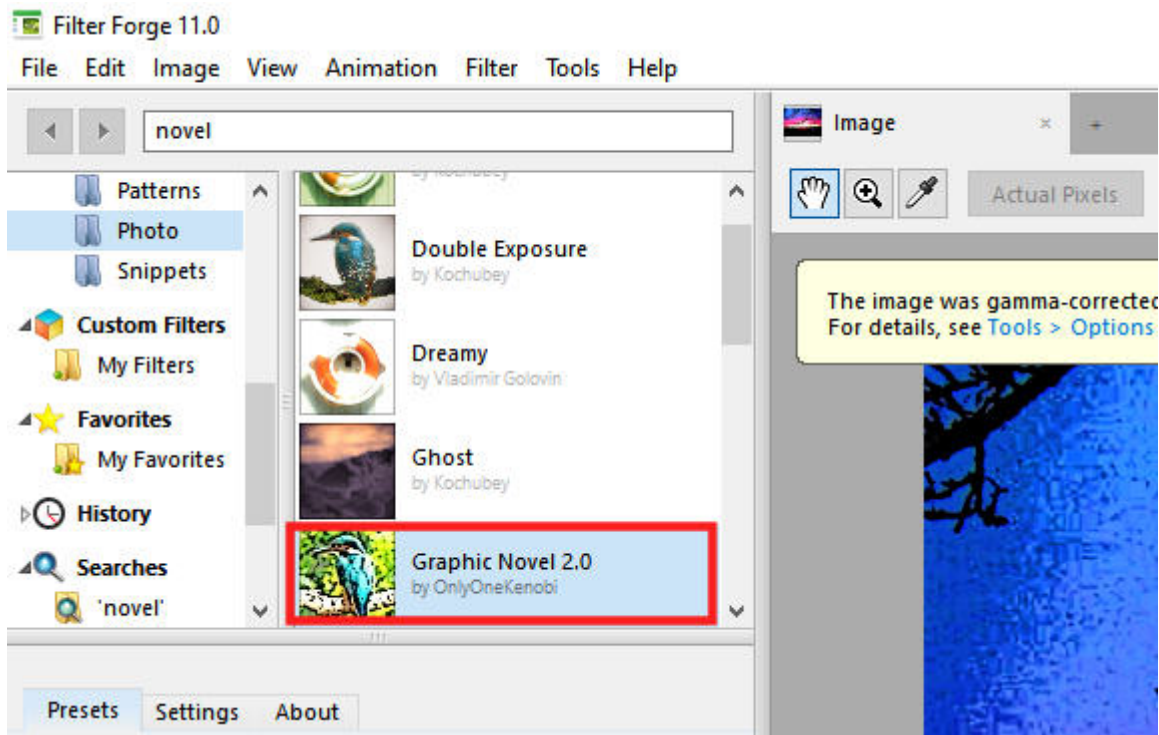 Filter Forge 11.0
File Edit Image View Animation Filter Tools Help
novel
Patterns
Photo
Snippets
Custom Filters
My Filters
Favorites
My Favorites
History
Searches
'novel'
by Kochubey
Double Exposure
by Kochubey
Dreamy
by Vladimir Golovin
Ghost
by Kochubey
Graphic Novel 2.0
by OnlyOneKenobi
Presets Settings About
Image
Actual Pixels
The image was gamma-corrected
For details, see Tools > Options